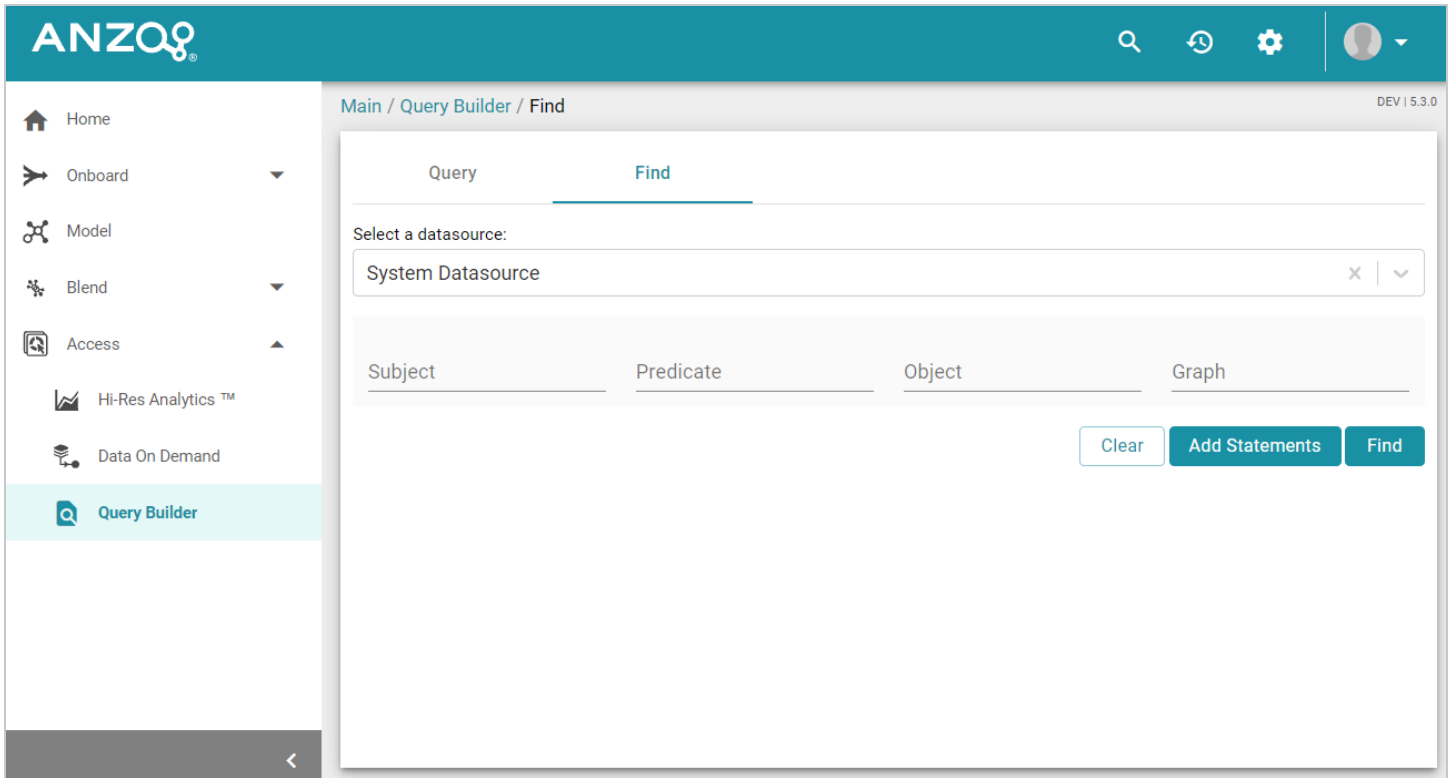 ANZO®
Home
Onboard
Model
Blend
Access
Hi-Res Analytics ™
Data On Demand
Query Builder
Main / Query Builder / Find
DEV | 5.3.0
Query Find
Select a datasource:
System Datasource
Subject Predicate Object Graph
Clear Add Statements Find